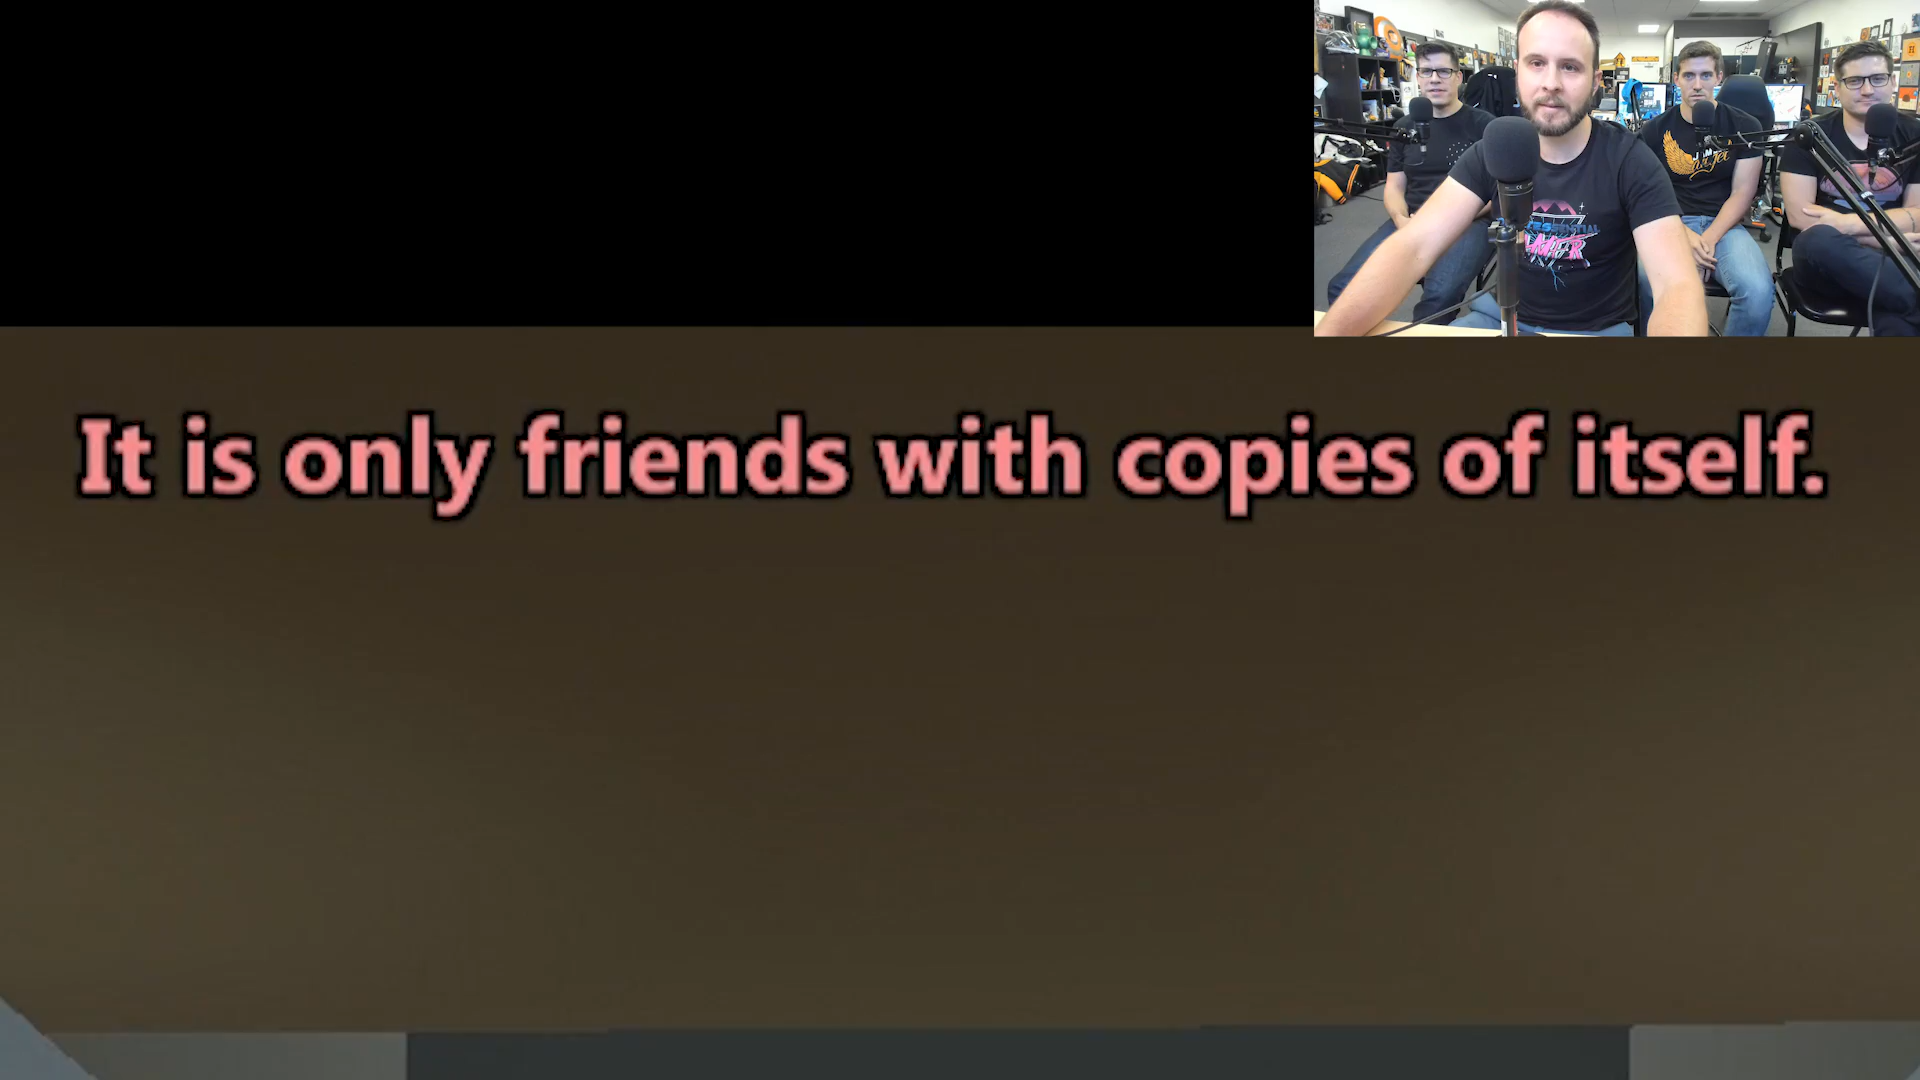 It is only friends with copies of itself.